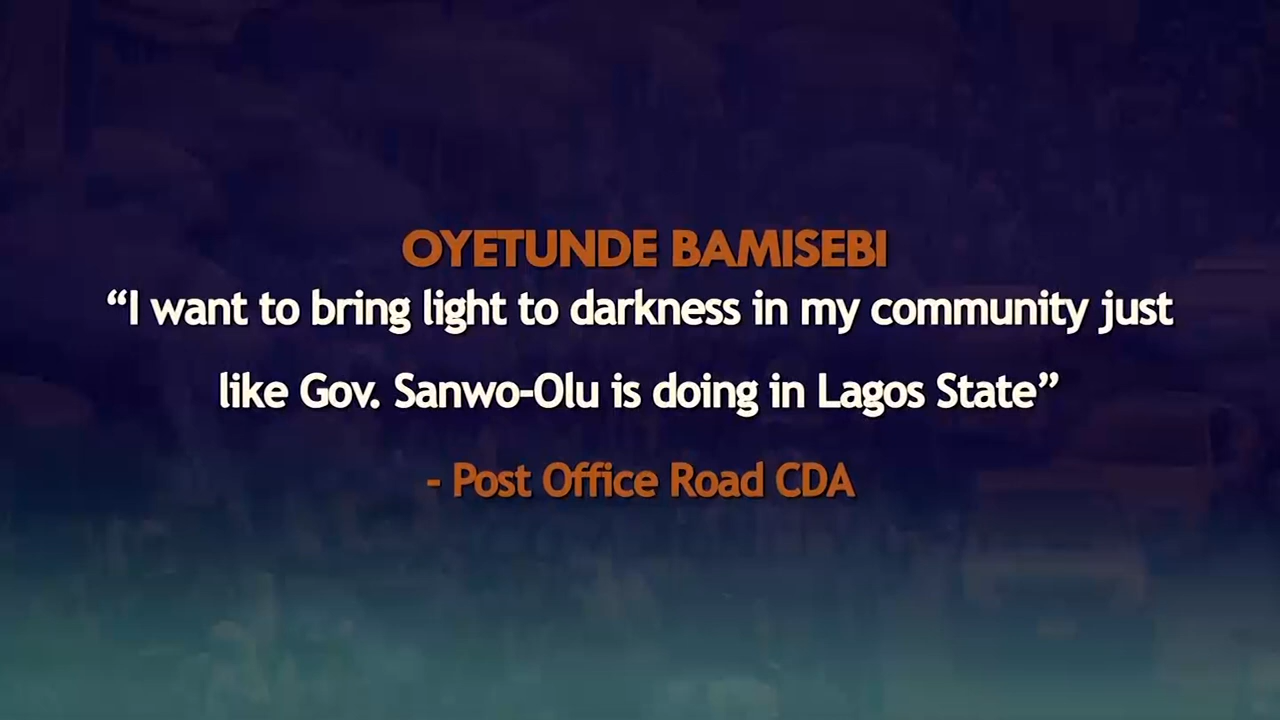 OYETUNDE BAMISEBI
“I want to bring light to darkness in my community just
like Gov. Sanwo-Olu is doing in Lagos State”
- Post Office Road CDA